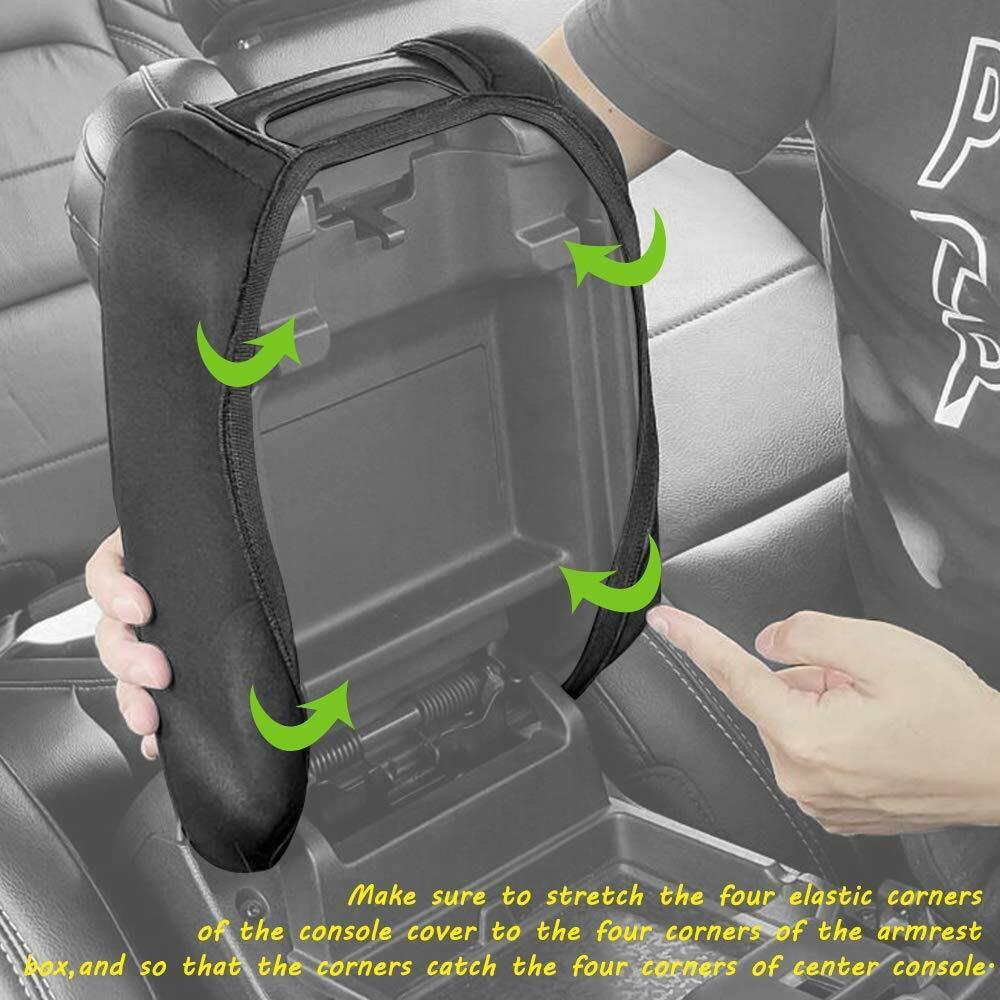 Make sure to stretch the four elastic corners
of the console cover to the four corners of the armrest
box,and so that the corners catch the four corners of center console.